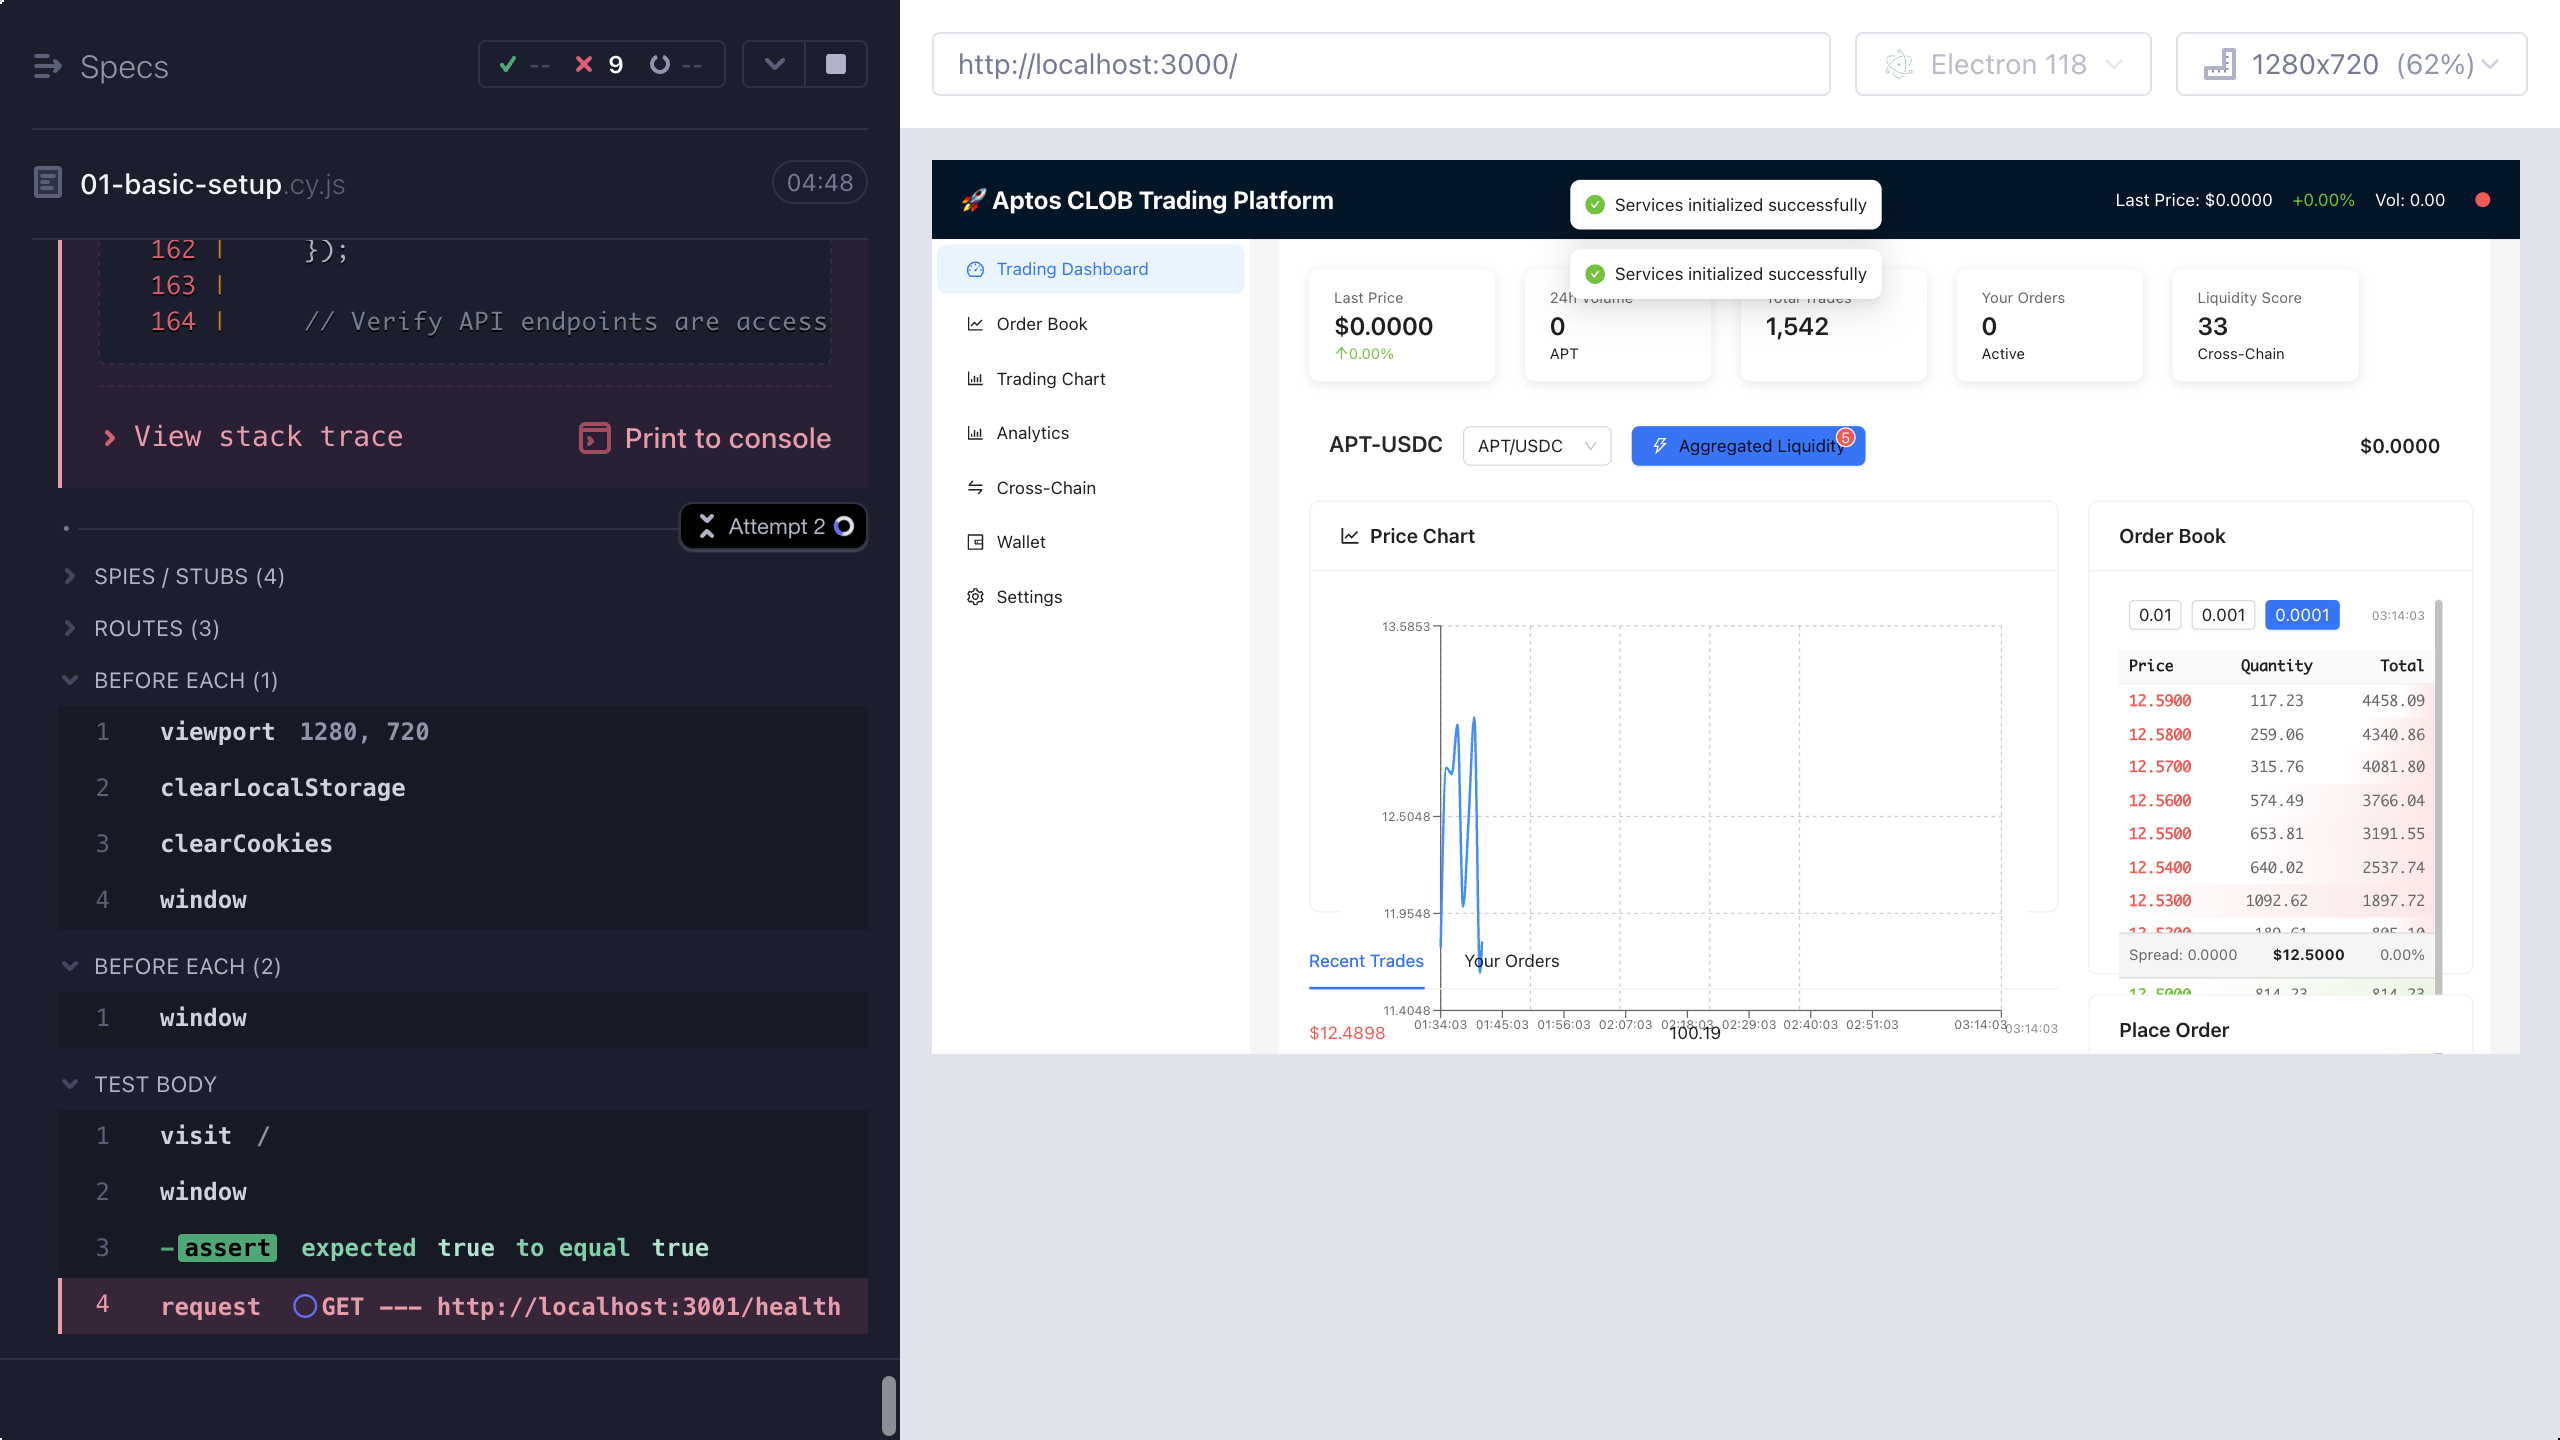 Specs
-- 9 --
01-basic-setup.cy.js 04:48
162 | });
163 |
164 | // Verify API endpoints are access
View stack trace
Print to console
Attempt 2
SPIES / STUBS (4)
ROUTES (3)
BEFORE EACH (1)
1 viewport 1280, 720
2 clearLocalStorage
3 clearCookies
4 window
BEFORE EACH (2)
1 window
TEST BODY
1 visit /
2 window
3 -assert expected true to equal true
4 request GET --- http://localhost:3001/health
http://localhost:3000/
Electron 118
1280x720 (62%)
🚀 Aptos CLOB Trading Platform
Services initialized successfully
Last Price: $0.0000 +0.00% Vol: 0.00
Services initialized successfully
Trading Dashboard
Order Book
Trading Chart
Analytics
Cross-Chain
Wallet
Settings
Last Price
$0.0000
↑0.00%
24h Volume
0
APT
Total Trades
1,542
Your Orders
0
Active
Liquidity Score
33
Cross-Chain
APT-USDC
APT/USDC
Aggregated Liquidity
5
$0.0000
Price Chart
13.5853
12.5048
11.9548
11.4048
01:34:03 01:45:03 01:56:03 02:07:03 02:18:03 02:29:03 02:40:03 02:51:03 03:14:03
Recent Trades
Your Orders
$12.4898 100.19 03:14:03
Order Book
0.01 0.001 0.0001 03:14:03
Price Quantity Total
12.5900 117.23 4458.09
12.5800 259.06 4340.86
12.5700 315.76 4081.80
12.5600 574.49 3766.04
12.5500 653.81 3191.55
12.5400 640.02 2537.74
12.5300 1092.62 1897.72
12.5200 189.61 805.10
Spread: 0.0000 $12.5000 0.00%
12.5000 814.23 814.23
Place Order